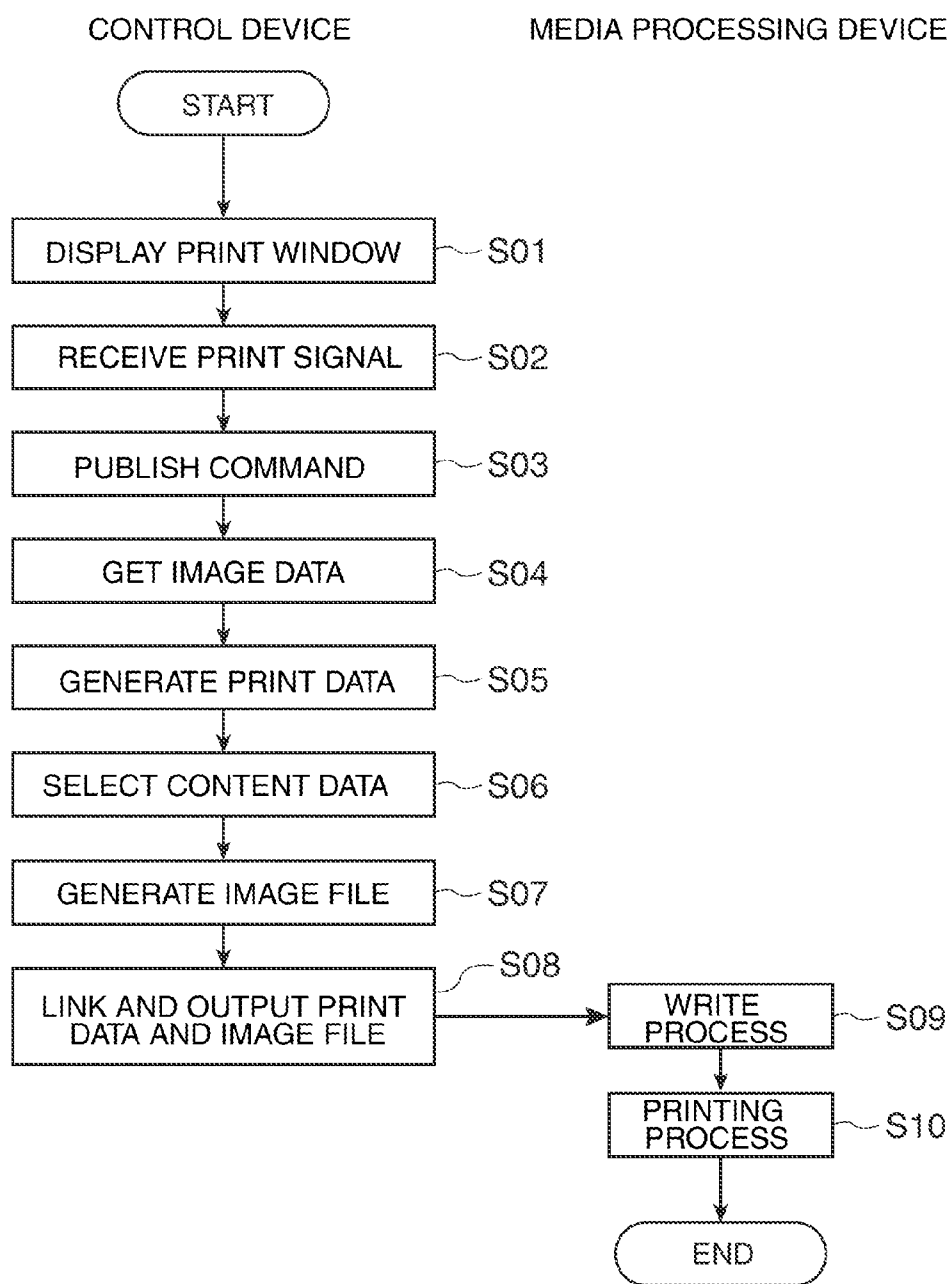 CONTROL DEVICE MEDIA PROCESSING DEVICE
START
DISPLAY PRINT WINDOW S01
RECEIVE PRINT SIGNAL S02
PUBLISH COMMAND S03
GET IMAGE DATA S04
GENERATE PRINT DATA S05
SELECT CONTENT DATA S06
GENERATE IMAGE FILE S07
S08
LINK AND OUTPUT PRINT
DATA AND IMAGE FILE
WRITE
PROCESS
S09
PRINTING
PROCESS
S10
END